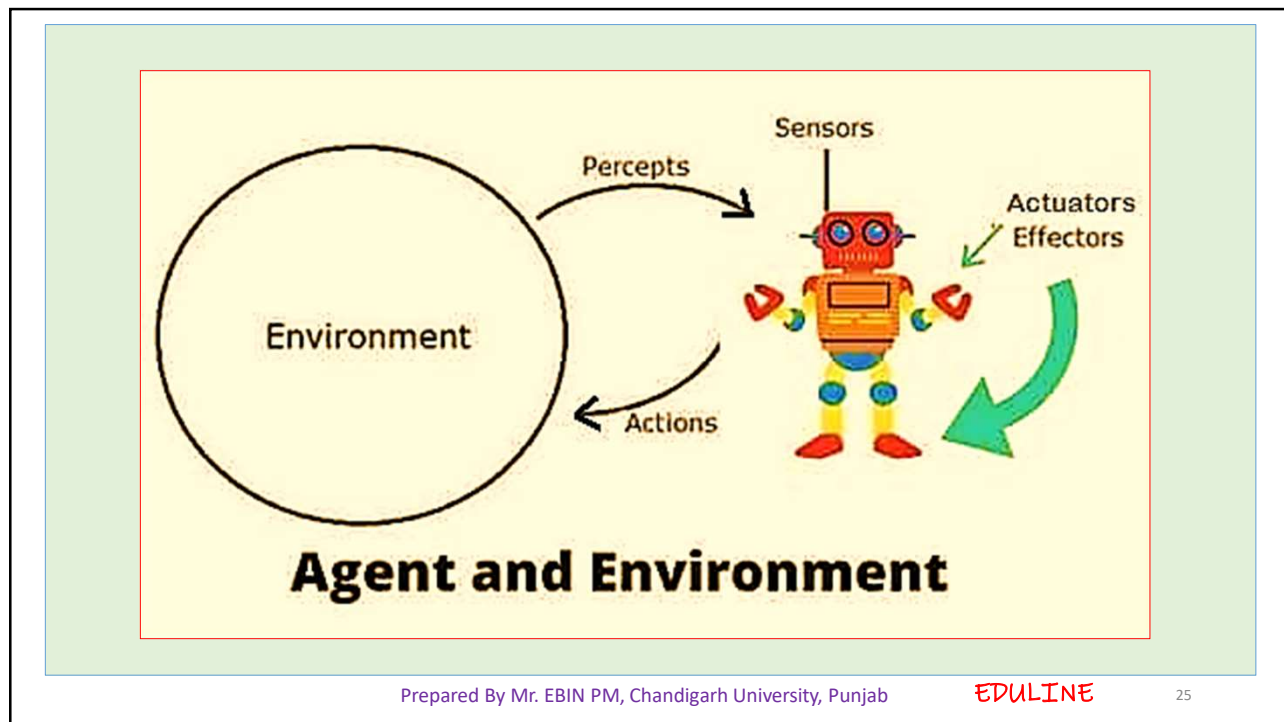 Sensors
Percepts
Actuators
Effectors
Environment
Actions
Agent and Environment
Prepared By Mr. EBIN PM, Chandigarh University, Punjab
EDULINE
25